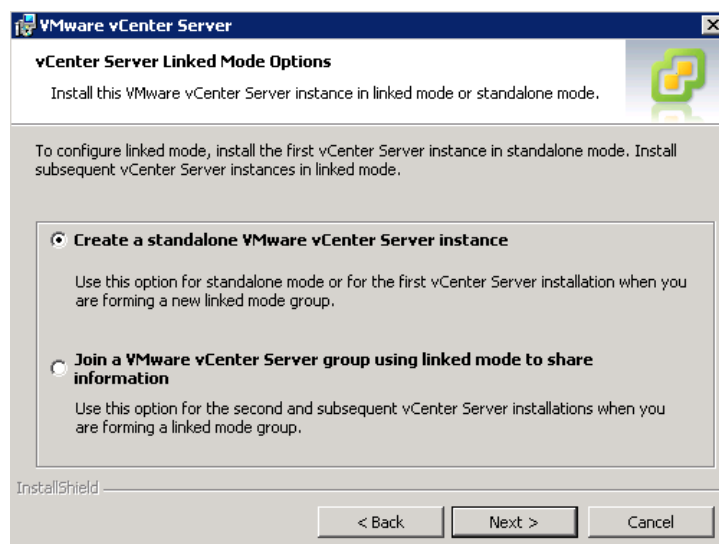 VMware vCenter Server
vCenter Server Linked Mode Options
Install this VMware vCenter Server instance in linked mode or standalone mode.
To configure linked mode, install the first vCenter Server instance in standalone mode. Install
subsequent vCenter Server instances in linked mode.
Create a standalone VMware vCenter Server instance
Use this option for standalone mode or for the first vCenter Server installation when you
are forming a new linked mode group.
Join a VMware vCenter Server group using linked mode to share
information
Use this option for the second and subsequent vCenter Server installations when you
are forming a linked mode group.
InstallShield
< Back Next > Cancel